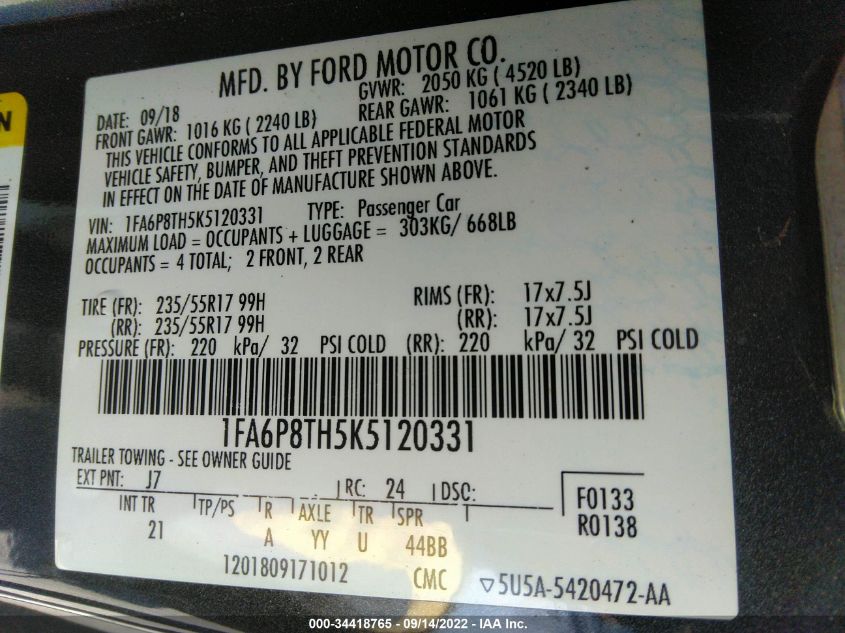 MFD. BY FORD MOTOR CO.
DATE: 09/18 GVWR: 2050 KG ( 4520 LB)
FRONT GAWR: 1016 KG ( 2240 LB) REAR GAWR: 1061 KG ( 2340 LB)
THIS VEHICLE CONFORMS TO ALL APPLICABLE FEDERAL MOTOR
VEHICLE SAFETY, BUMPER, AND THEFT PREVENTION STANDARDS
IN EFFECT ON THE DATE OF MANUFACTURE SHOWN ABOVE.
VIN: 1FA6P8TH5K5120331 TYPE: Passenger Car
MAXIMUM LOAD = OCCUPANTS + LUGGAGE = 303KG/ 668LB
OCCUPANTS = 4 TOTAL; 2 FRONT, 2 REAR
TIRE (FR): 235/55R17 99H RIMS (FR): 17x7.5J
(RR): 235/55R17 99H (RR): 17x7.5J
PRESSURE (FR): 220 kPa/ 32 PSI COLD (RR): 220 kPa/ 32 PSI COLD
1FA6P8TH5K5120331
TRAILER TOWING - SEE OWNER GUIDE
EXT PNT: J7 RC: 24 DSO: F0133
INT TR TP/PS R AXLE TR SPR R0138
21 A YY U 44BB
1201809171012 CMC ▽5U5A-5420472-AA
N
000-34418765 - 09/14/2022 - IAA Inc.